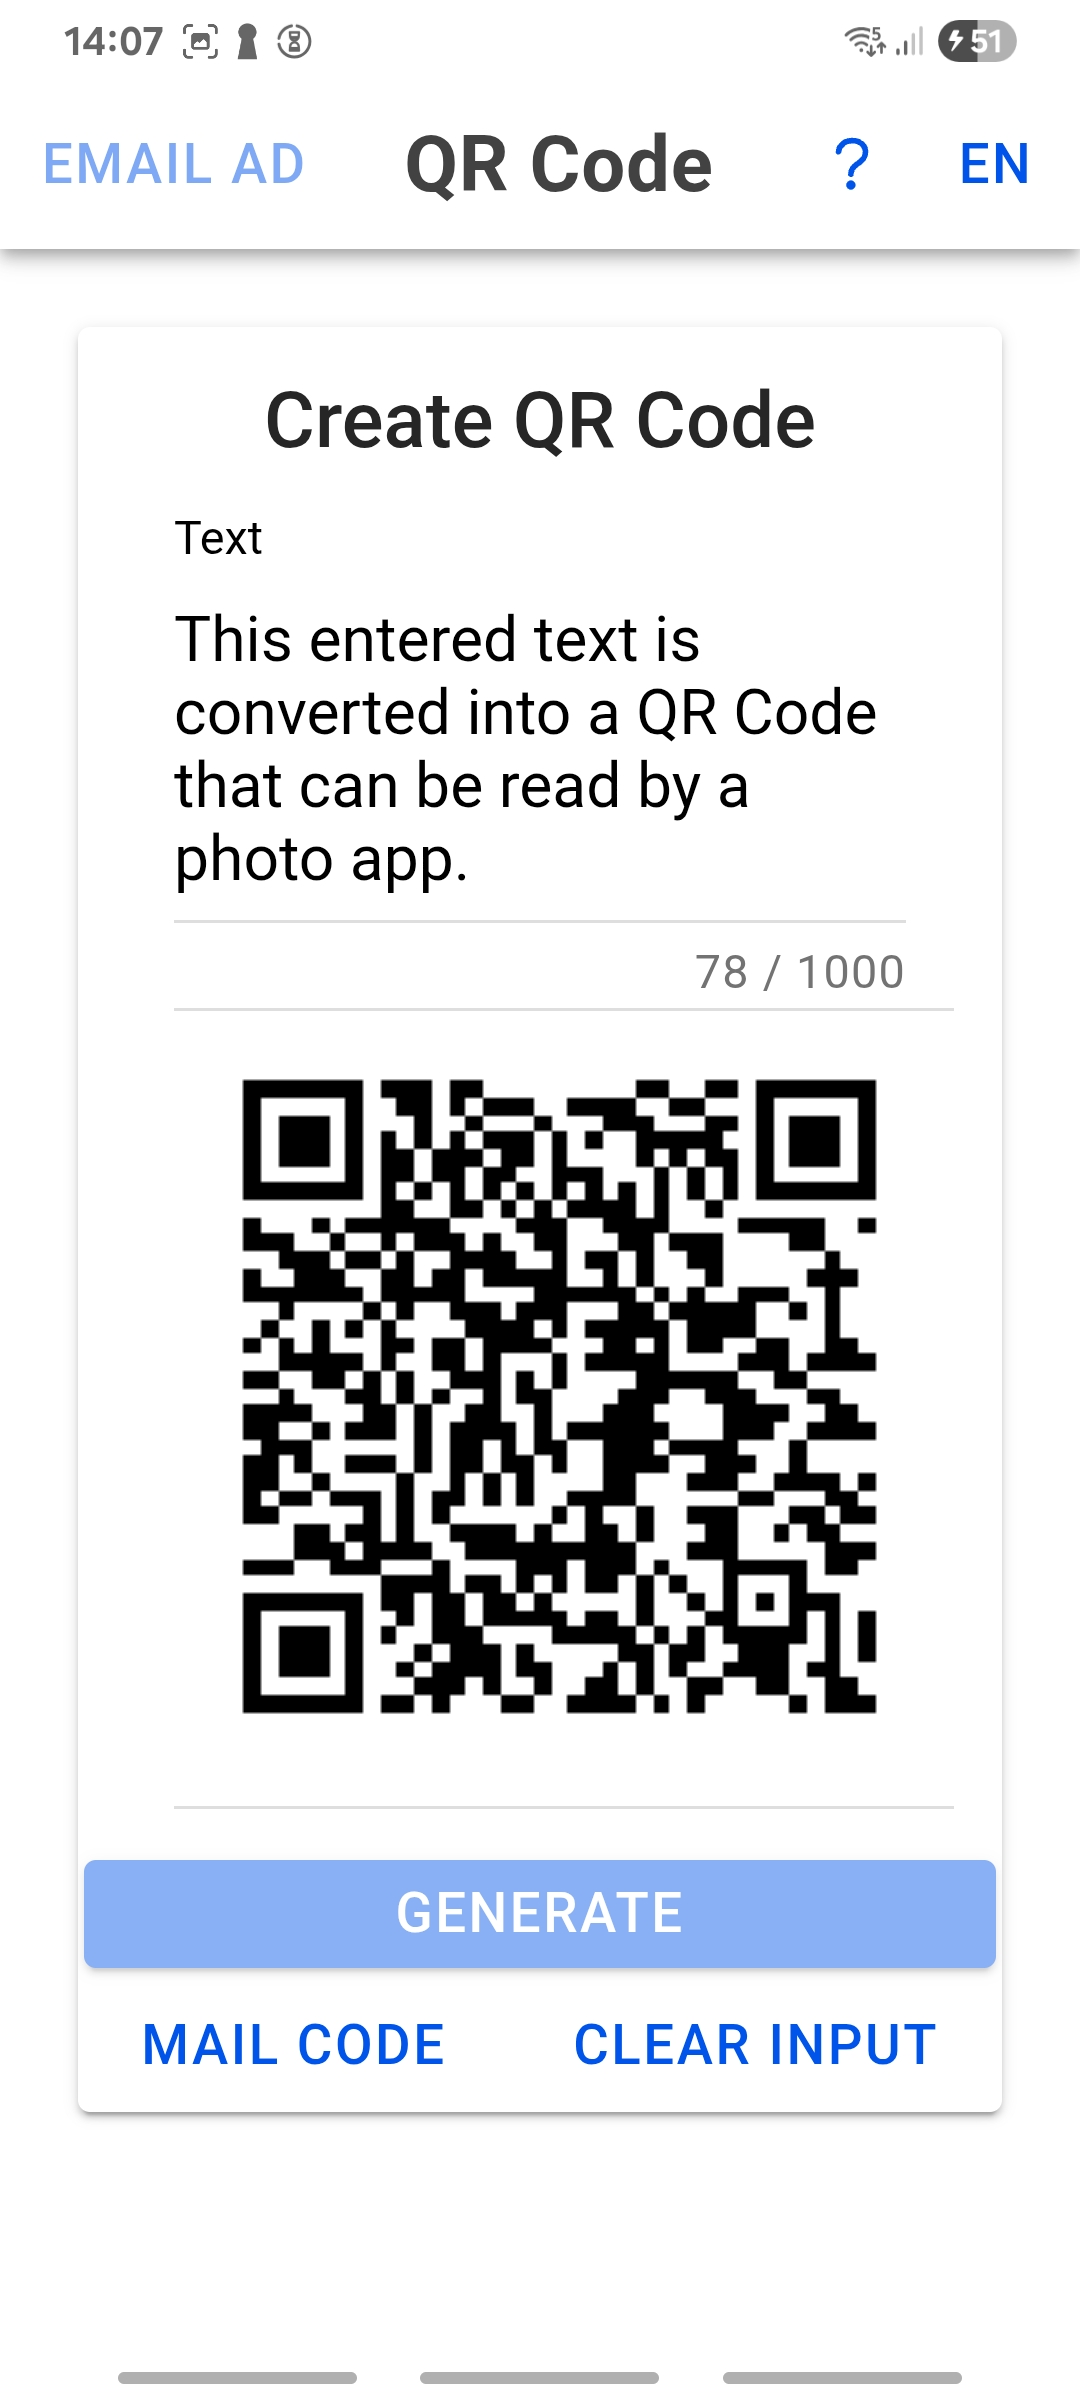 14:07
5
51
EMAIL AD
QR Code
?
EN
Create QR Code
Text
This entered text is
converted into a QR Code
that can be read by a
photo app.
78 / 1000
GENERATE
MAIL CODE
CLEAR INPUT